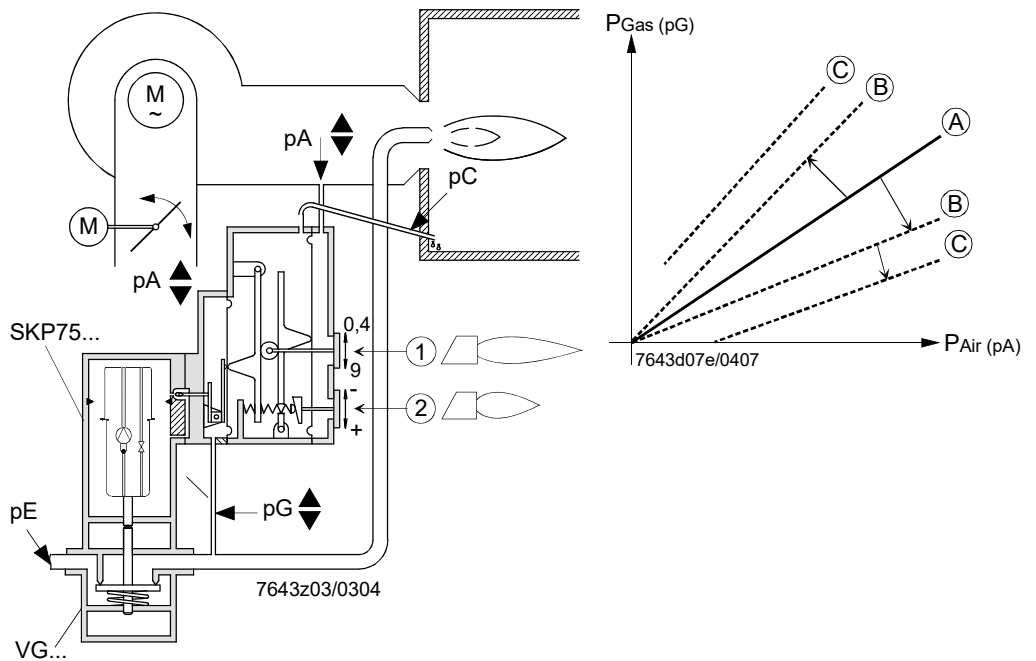 M
~
pA
pC
M
pA
SKP75...
0,4
1
9
-
2
+
pE
pG
7643z03/0304
VG...
PGas (pG)
C
B
A
B
C
PAir (pA)
7643d07e/0407